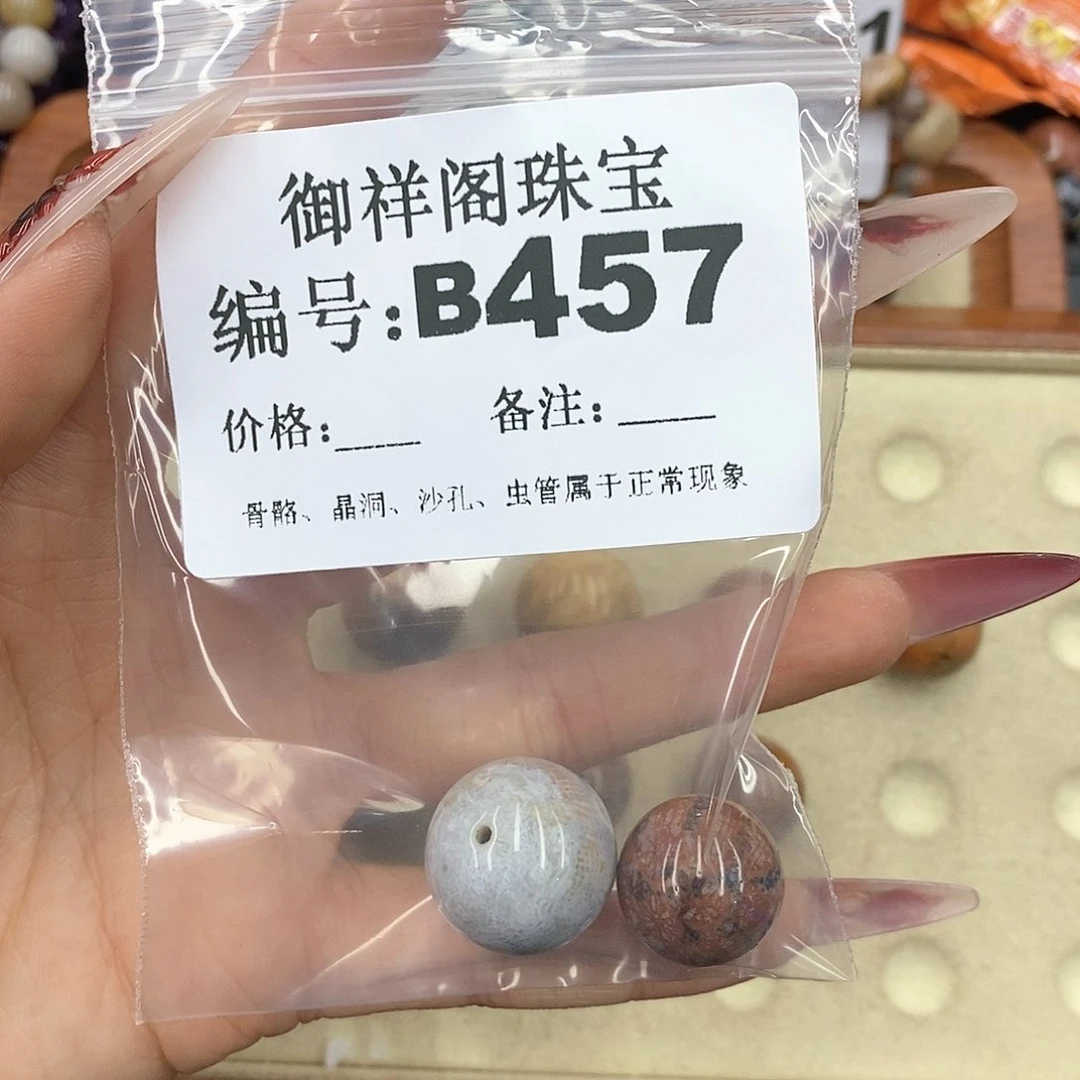 御祥阁珠宝
编号:B457
价格:____ 备注:____
骨骼、晶洞、沙孔、虫管属于正常现象
1